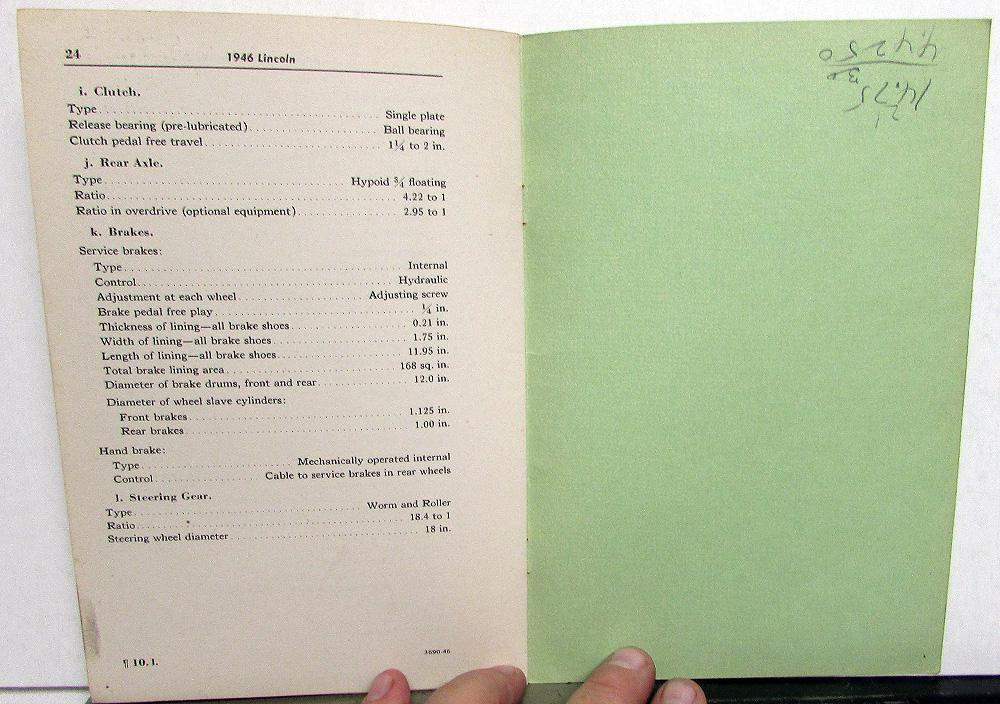 24 1946 Lincoln
i. Clutch.
Type Single plate
Release bearing (pre-lubricated) Ball bearing
Clutch pedal free travel 1¼ to 2 in.
j. Rear Axle.
Type Hypoid ¾ floating
Ratio 4.22 to 1
Ratio in overdrive (optional equipment) 2.95 to 1
k. Brakes.
Service brakes:
Type Internal
Control Hydraulic
Adjustment at each wheel Adjusting screw
Brake pedal free play ¼ in.
Thickness of lining—all brake shoes 0.21 in.
Width of lining—all brake shoes 1.75 in.
Length of lining—all brake shoes 11.95 in.
Total brake lining area 168 sq. in.
Diameter of brake drums, front and rear 12.0 in.
Diameter of wheel slave cylinders:
Front brakes 1.125 in.
Rear brakes 1.00 in.
Hand brake:
Type Mechanically operated internal
Control Cable to service brakes in rear wheels
l. Steering Gear.
Type Worm and Roller
Ratio 18.4 to 1
Steering wheel diameter 18 in.
¶ 10. l.
3690-46